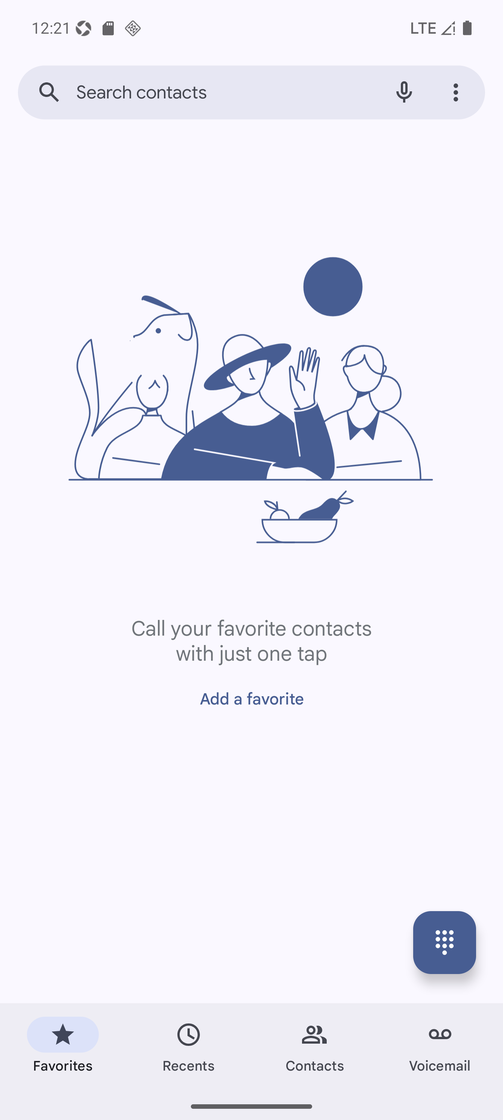 12:21
LTE
Search contacts
Call your favorite contacts
with just one tap
Add a favorite
Favorites
Recents
Contacts
Voicemail